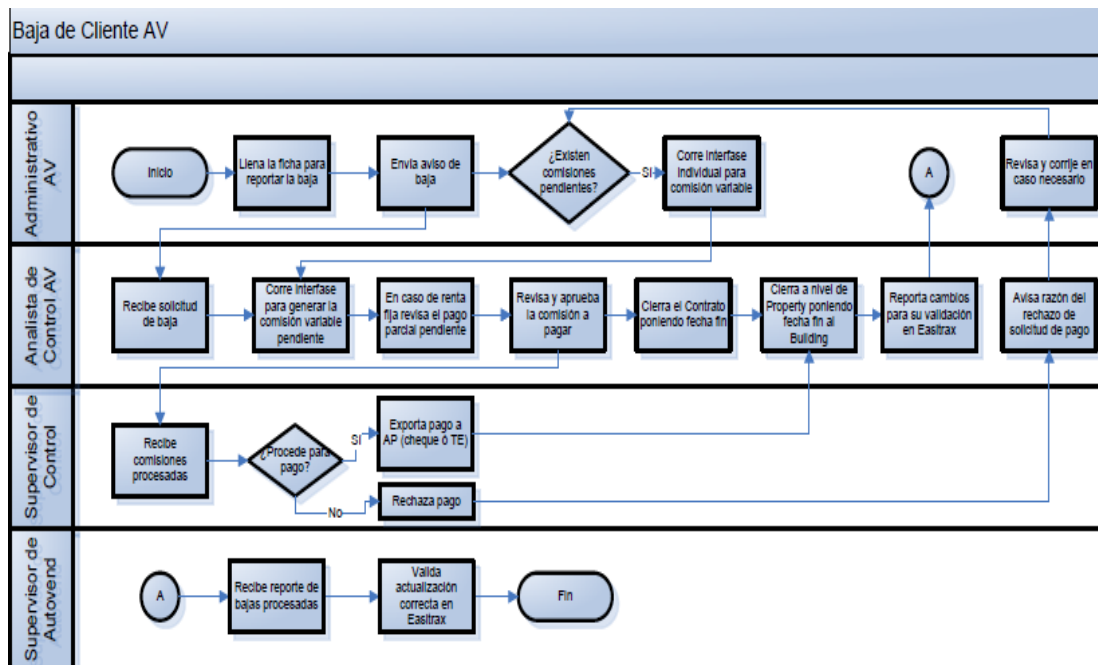 Baja de Cliente AV
Administrativo
AV
Inicio
Llena la ficha para
reportar la baja
Envía aviso de
baja
¿Existen
comisiones
pendientes?
SI
Corre Interfase
Individual para
comisión variable
A
Revisa y corrije en
caso necesario
Analista de
Control AV
Recibe solicitud
de baja
Corre Interfase
para generar la
comisión variable
pendiente
En caso de renta
fija revisa el pago
parcial pendiente
Revisa y aprueba
la comisión a
pagar
Cierra el Contrato
poniendo fecha fin
Cierra a nivel de
Property poniendo
fecha fin al
Building
Reporta cambios
para su validación
en Easitrax
Avisa razón del
rechazo de
solicitud de pago
Supervisor de
Control
Recibe
comisiones
procesadas
¿Procede para
pago?
SI
No
Exporta pago a
AP (cheque ó TE)
Rechaza pago
Supervisor de
Autovend
A
Recibe reporte de
bajas procesadas
Valida
actualización
correcta en
Easitrax
Fin